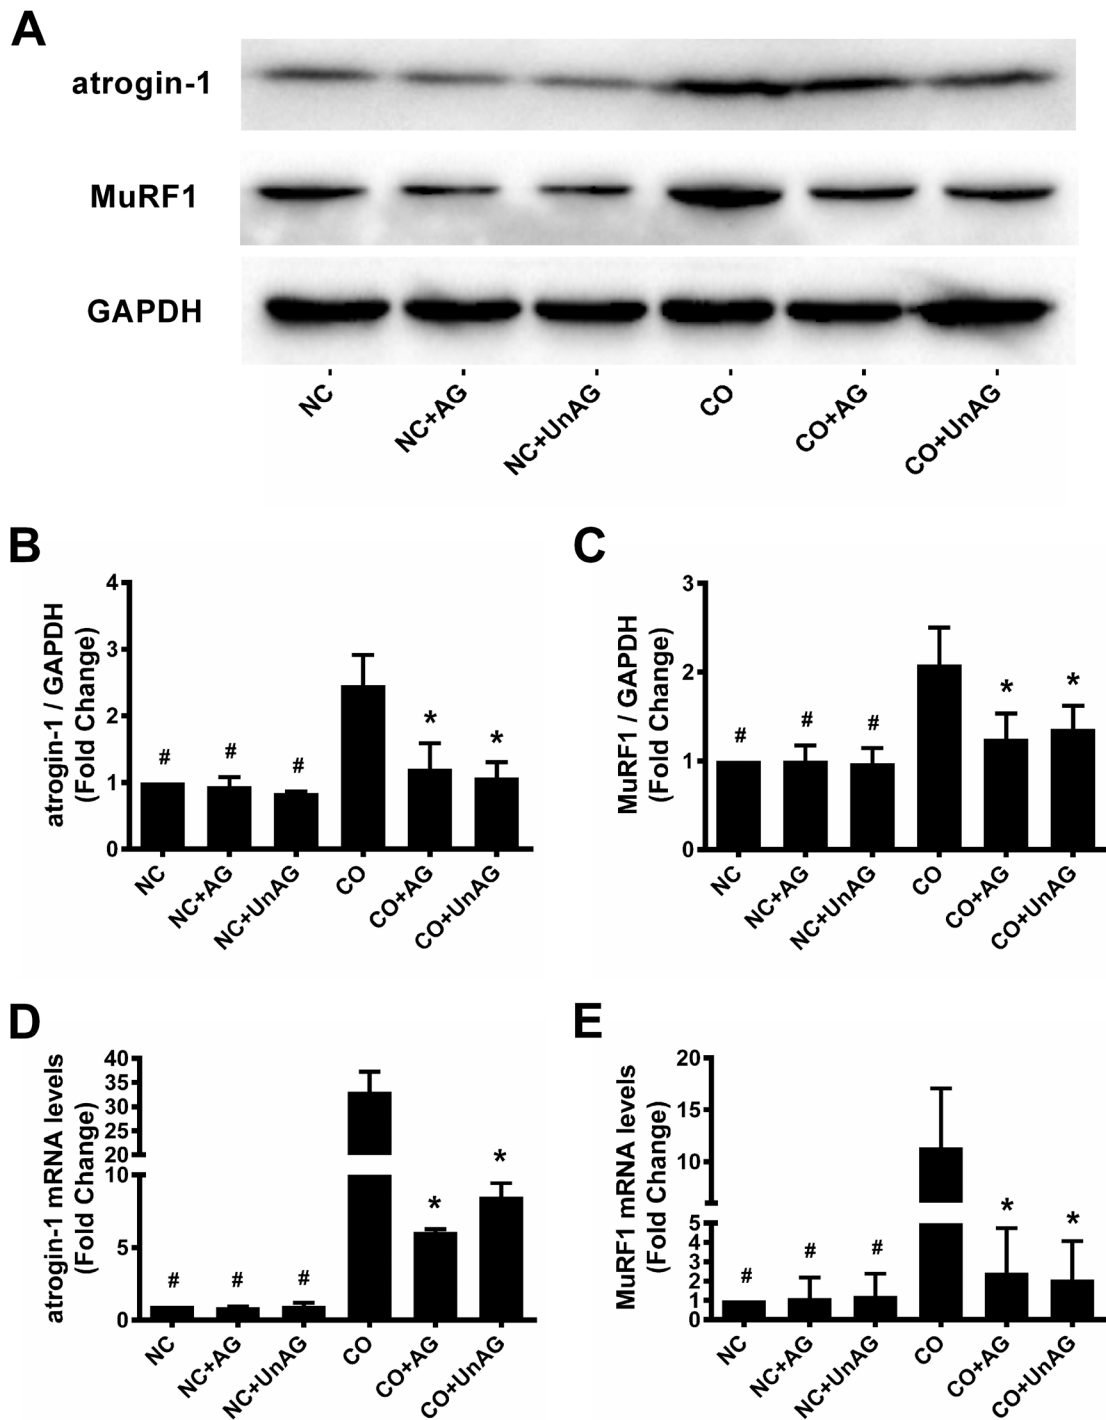 A
atrogin-1
MuRF1
GAPDH
NC
NC+AG
NC+UnAG
CO
CO+AG
CO+UnAG
B
atrogin-1 / GAPDH
(Fold Change)
4
3
2
1
0
#
#
#
*
*
NC
NC+AG
NC+UnAG
CO
CO+AG
CO+UnAG
C
MuRF1 / GAPDH
(Fold Change)
3
2
1
0
#
#
#
*
*
NC
NC+AG
NC+UnAG
CO
CO+AG
CO+UnAG
D
atrogin-1 mRNA levels
(Fold Change)
40
35
30
25
20
10
5
0
#
#
#
*
*
NC
NC+AG
NC+UnAG
CO
CO+AG
CO+UnAG
E
MuRF1 mRNA levels
(Fold Change)
20
15
10
5
4
3
2
1
0
#
#
#
*
*
NC
NC+AG
NC+UnAG
CO
CO+AG
CO+UnAG